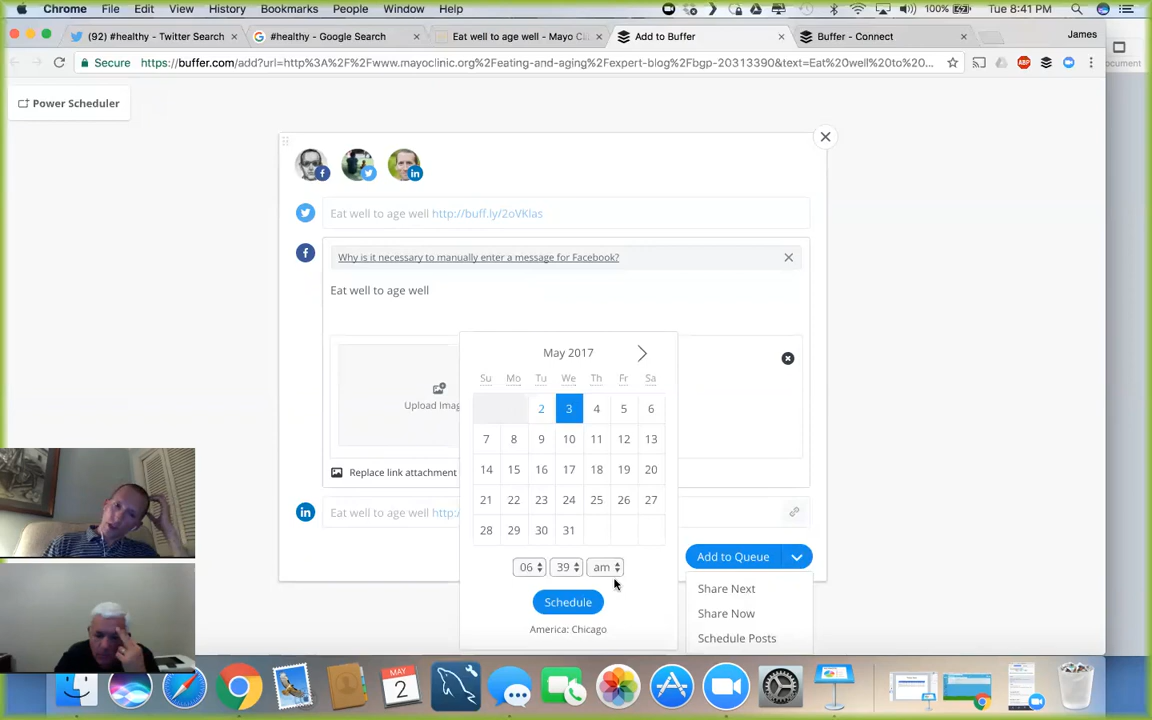 Chrome File Edit View History Bookmarks People Window Help 100% Tue 8:41 PM
(92) #healthy - Twitter Search
#healthy - Google Search
Eat well to age well - Mayo Cli
Add to Buffer
Buffer - Connect
James
Secure https://buffer.com/add?url=http%3A%2F%2Fwww.mayoclinic.org%2Feating-and-aging%2Fexpert-blog%2Fbgp-20313390&text=Eat%20well%20to%20...
ABP
ocument
Power Scheduler
Eat well to age well http://buff.ly/2oVKIas
Why is it necessary to manually enter a message for Facebook?
Eat well to age well
May 2017
Su Mo Tu We Th Fr Sa
2 3 4 5 6
7 8 9 10 11 12 13
14 15 16 17 18 19 20
21 22 23 24 25 26 27
28 29 30 31
Upload Imag
Replace link attachment
Eat well to age well http:/
06 39 am
Schedule
America: Chicago
Add to Queue
Share Next
Share Now
Schedule Posts
MAY
2